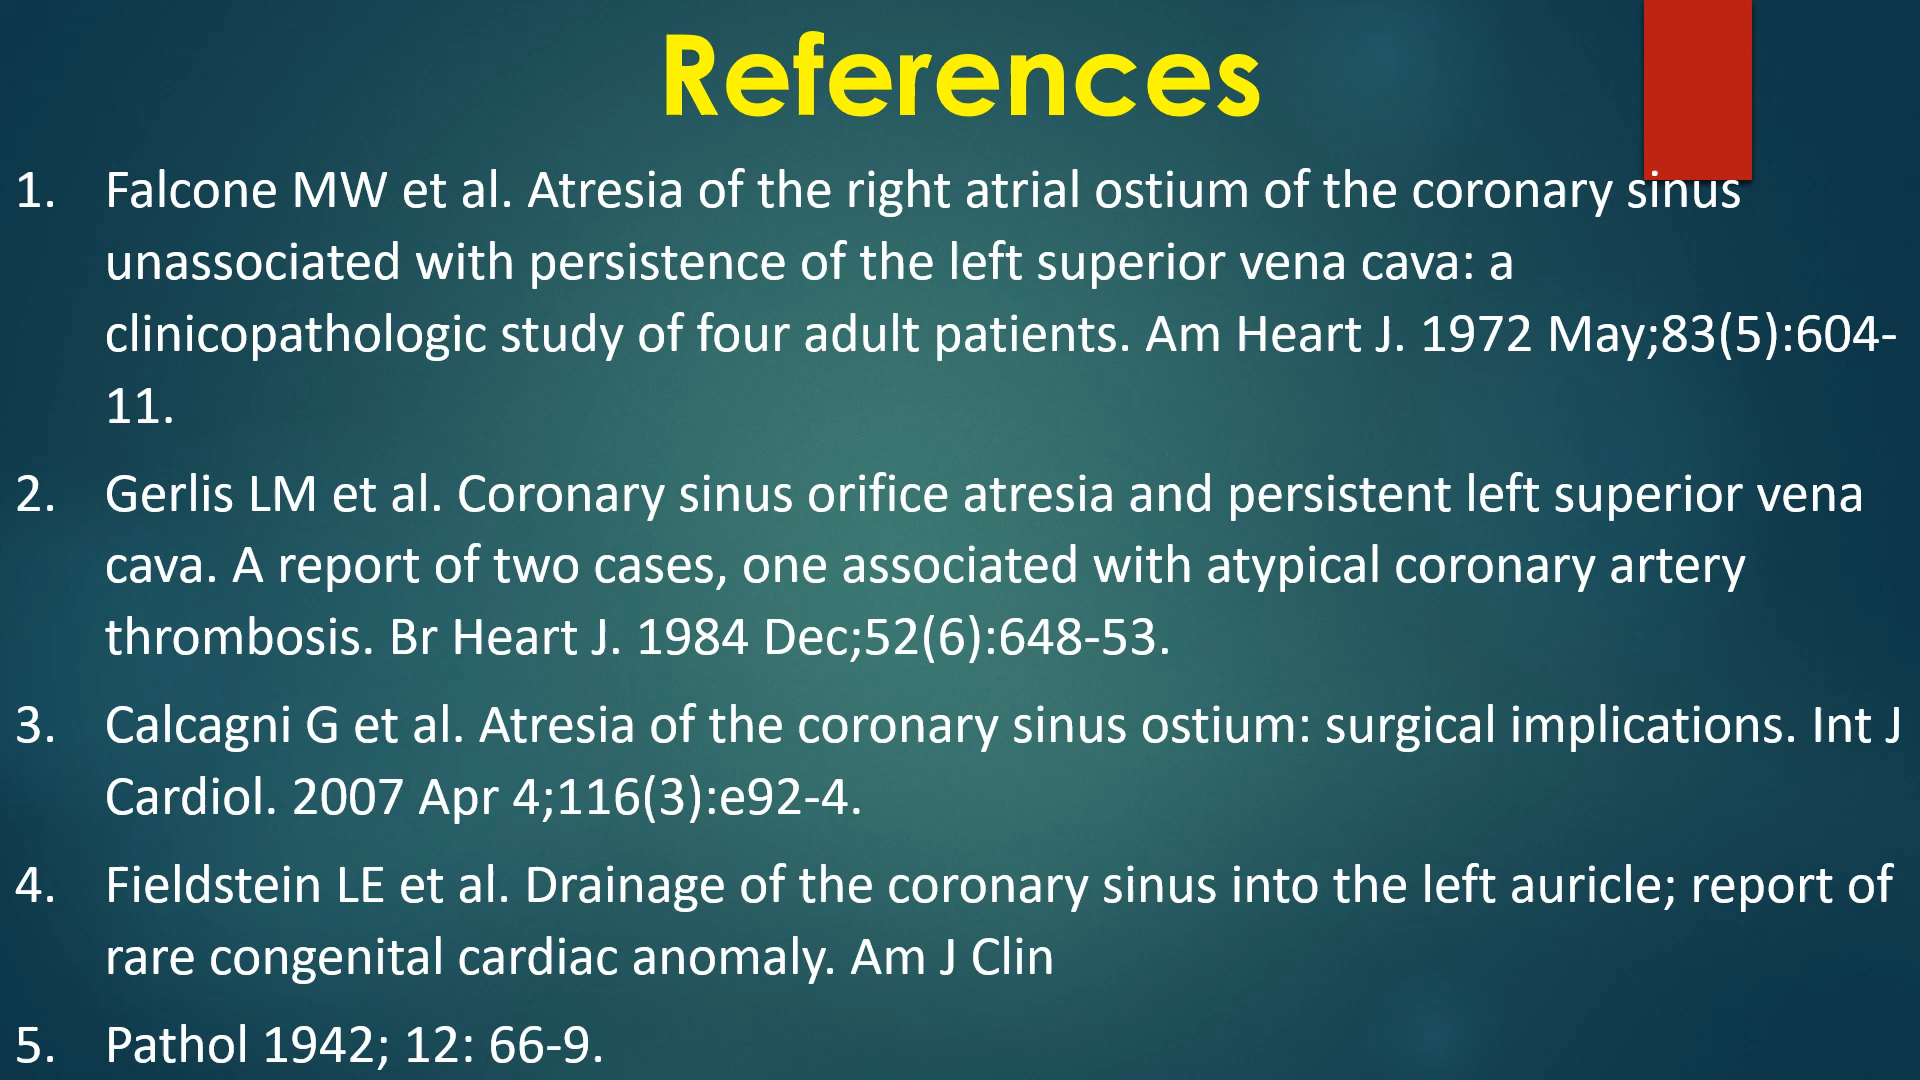 References
1. Falcone MW et al. Atresia of the right atrial ostium of the coronary sinus
unassociated with persistence of the left superior vena cava: a
clinicopathologic study of four adult patients. Am Heart J. 1972 May;83(5):604-
11.
2. Gerlis LM et al. Coronary sinus orifice atresia and persistent left superior vena
cava. A report of two cases, one associated with atypical coronary artery
thrombosis. Br Heart J. 1984 Dec;52(6):648-53.
3. Calcagni G et al. Atresia of the coronary sinus ostium: surgical implications. Int J
Cardiol. 2007 Apr 4;116(3):e92-4.
4. Fieldstein LE et al. Drainage of the coronary sinus into the left auricle; report of
rare congenital cardiac anomaly. Am J Clin
5. Pathol 1942; 12: 66-9.